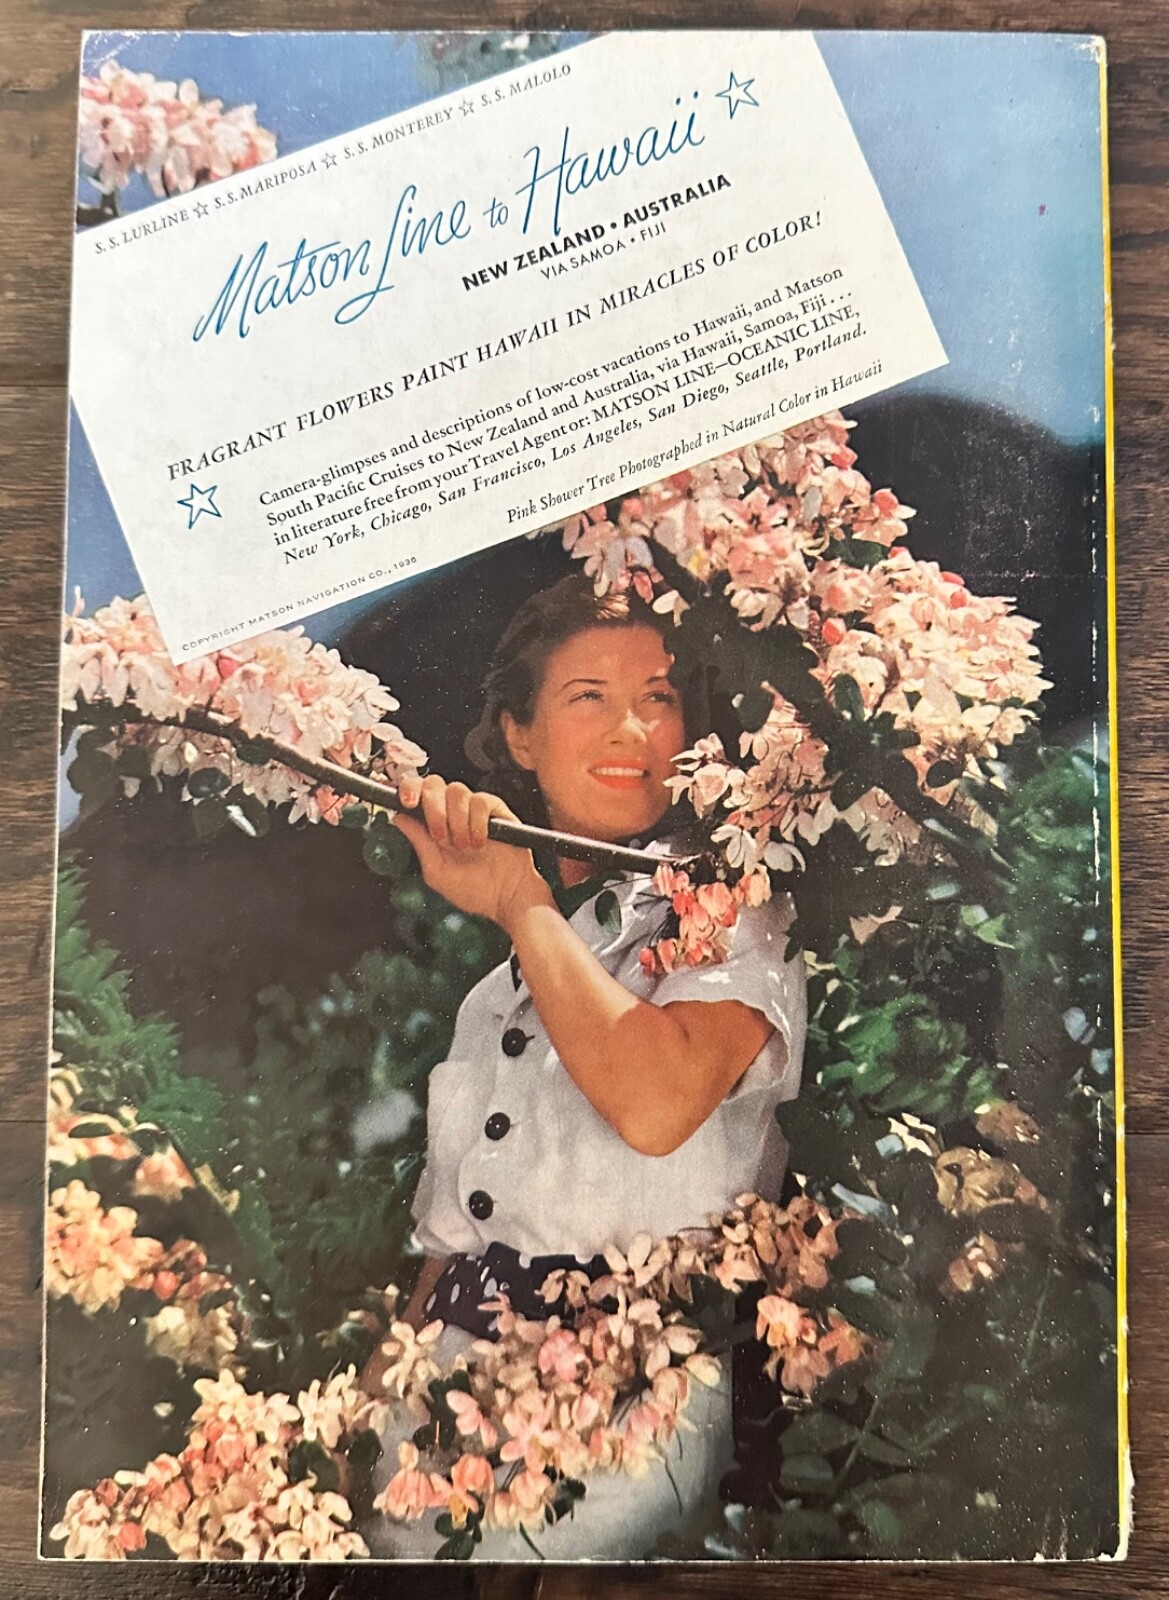 S. S. LURLINE ☆ S. S. MARIPOSA ☆ S. S. MONTEREY ☆ S. S. MALOLO
Matson Line to Hawaii
NEW ZEALAND • AUSTRALIA
VIA SAMOA • FIJI
FRAGRANT FLOWERS PAINT HAWAII IN MIRACLES OF COLOR!
Camera-glimpses and descriptions of low-cost vacations to Hawaii, and Matson
South Pacific Cruises to New Zealand and Australia, via Hawaii, Samoa, Fiji . . .
in literature free from your Travel Agent or: MATSON LINE—OCEANIC LINE,
New York, Chicago, San Francisco, Los Angeles, San Diego, Seattle, Portland.
Pink Shower Tree Photographed in Natural Color in Hawaii
COPYRIGHT MATSON NAVIGATION CO., 1936